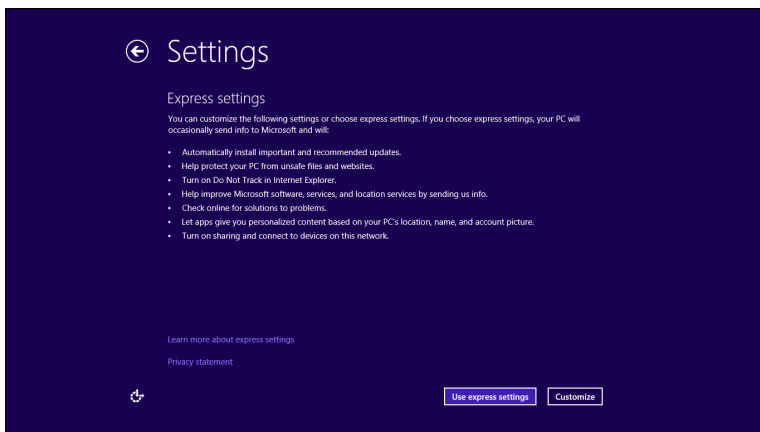 Settings
Express settings
You can customize the following settings or choose express settings. If you choose express settings, your PC will
occasionally send info to Microsoft and will:
• Automatically install important and recommended updates.
• Help protect your PC from unsafe files and websites.
• Turn on Do Not Track in Internet Explorer.
• Help improve Microsoft software, services, and location services by sending us info.
• Check online for solutions to problems.
• Let apps give you personalized content based on your PC's location, name, and account picture.
• Turn on sharing and connect to devices on this network.
Learn more about express settings
Privacy statement
Use express settings
Customize